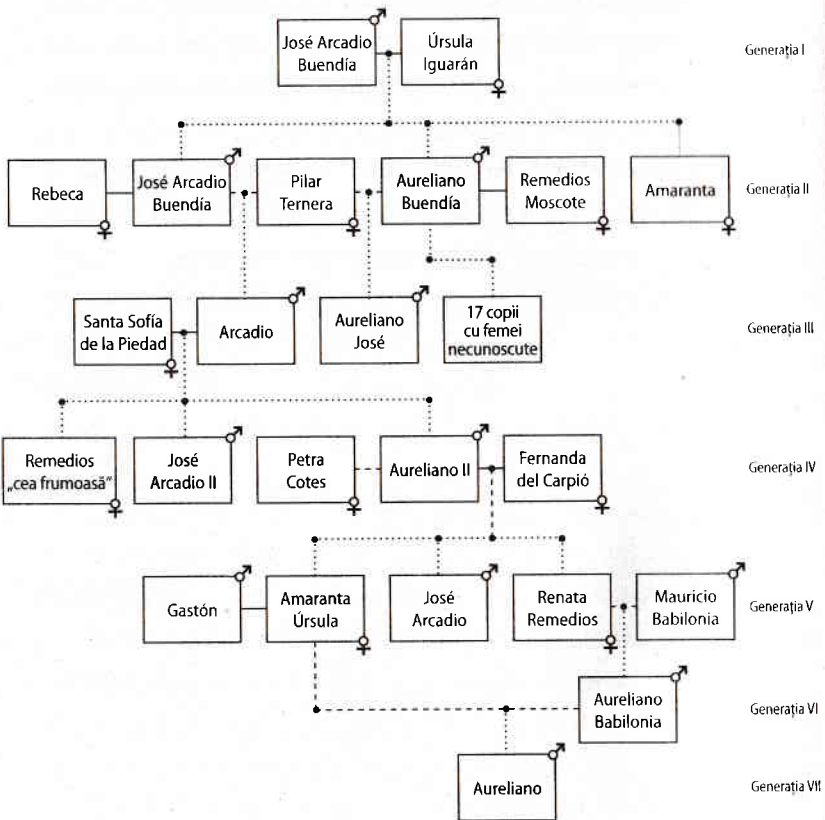 José Arcadio
Buendía
Úrsula
Iguarán
Generația I
Rebeca
José Arcadio
Buendía
Pilar
Ternera
Aureliano
Buendía
Remedios
Moscote
Amaranta
Generația II
Santa Sofía
de la Piedad
Arcadio
Aureliano
José
17 copii
cu femei
necunoscute
Generația III
Remedios
„cea frumoasă"
José
Arcadio II
Petra
Cotes
Aureliano II
Fernanda
del Carpió
Generația IV
Gastón
Amaranta
Úrsula
José
Arcadio
Renata
Remedios
Mauricio
Babilonia
Generația V
Aureliano
Babilonia
Generația VI
Aureliano
Generația VII